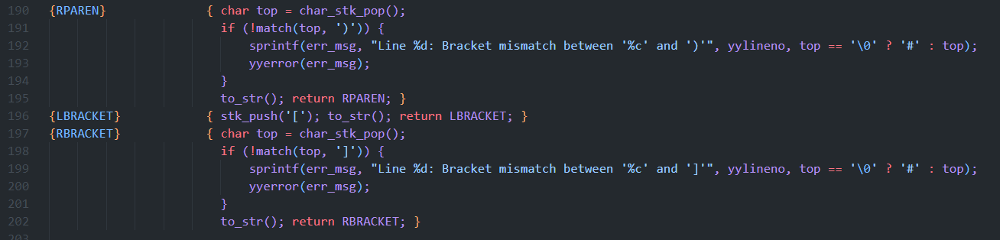 190 {RPAREN} { char top = char_stk_pop();
191 if (!match(top, ')')) {
192 sprintf(err_msg, "Line %d: Bracket mismatch between '%c' and ')'", yylineno, top == '\0' ? '#' : top);
193 yyerror(err_msg);
194 }
195 to_str(); return RPAREN; }
196 {LBRACKET} { stk_push('['); to_str(); return LBRACKET; }
197 {RBRACKET} { char top = char_stk_pop();
198 if (!match(top, ']')) {
199 sprintf(err_msg, "Line %d: Bracket mismatch between '%c' and ']'", yylineno, top == '\0' ? '#' : top);
200 yyerror(err_msg);
201 }
202 to_str(); return RBRACKET; }
203